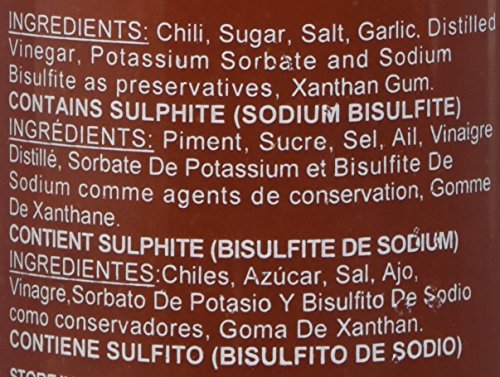 INGREDIENTS: Chili, Sugar, Salt, Garlic. Distilled
Vinegar, Potassium Sorbate and Sodium
Bisulfite as preservatives, Xanthan Gum.
CONTAINS SULPHITE (SODIUM BISULFITE)
INGRÉDIENTS: Piment, Sucre, Sel, Ail, Vinaigre
Distillé, Sorbate De Potassium et Bisulfite De
Sodium comme agents de conservation, Gomme
De Xanthane.
CONTIENT SULPHITE (BISULFITE DE SODIUM)
INGREDIENTES:Chiles, Azúcar, Sal, Ajo,
Vinagre,Sorbato De Potasio Y Bisulfito De Sodio
como conservadores, Goma De Xanthan.
CONTIENE SULFITO (BISULFITO DE SODIO)